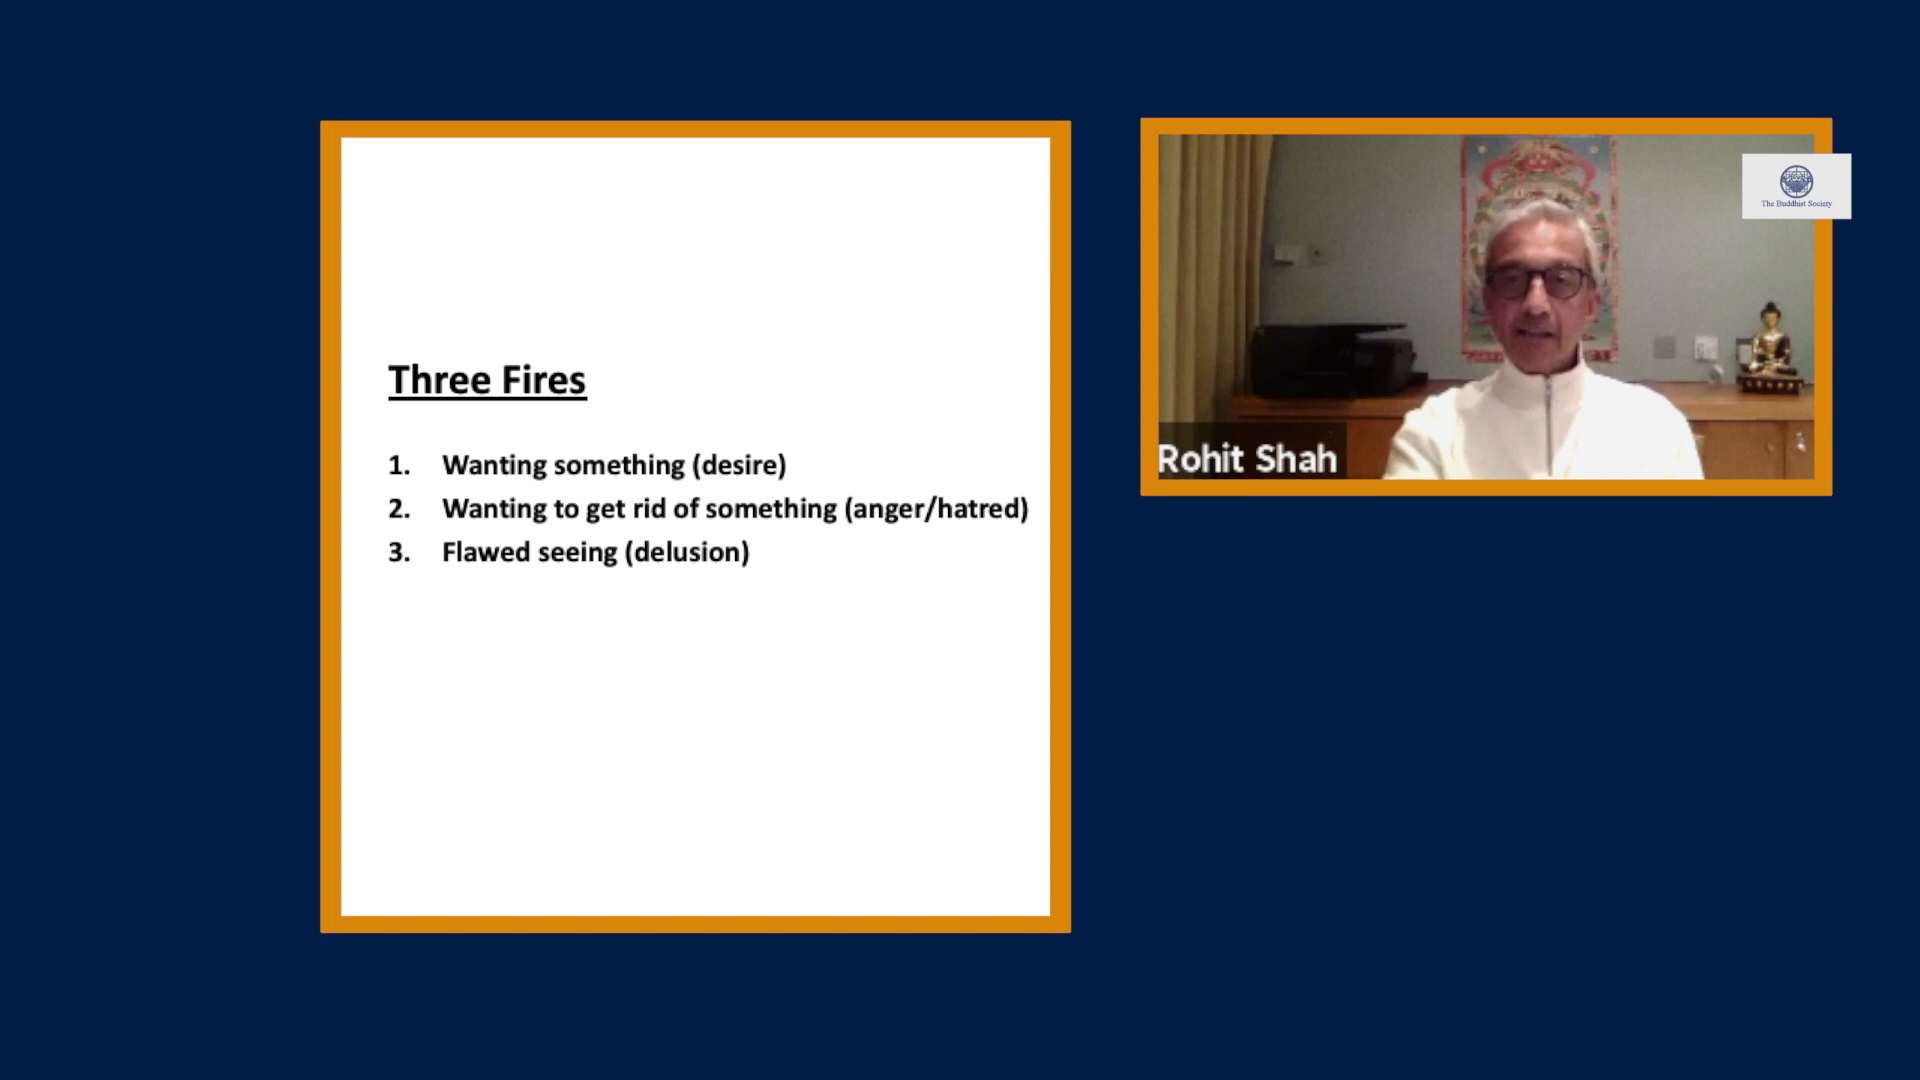 Three Fires
1. Wanting something (desire)
2. Wanting to get rid of something (anger/hatred)
3. Flawed seeing (delusion)
The Buddhist Society
Rohit Shah